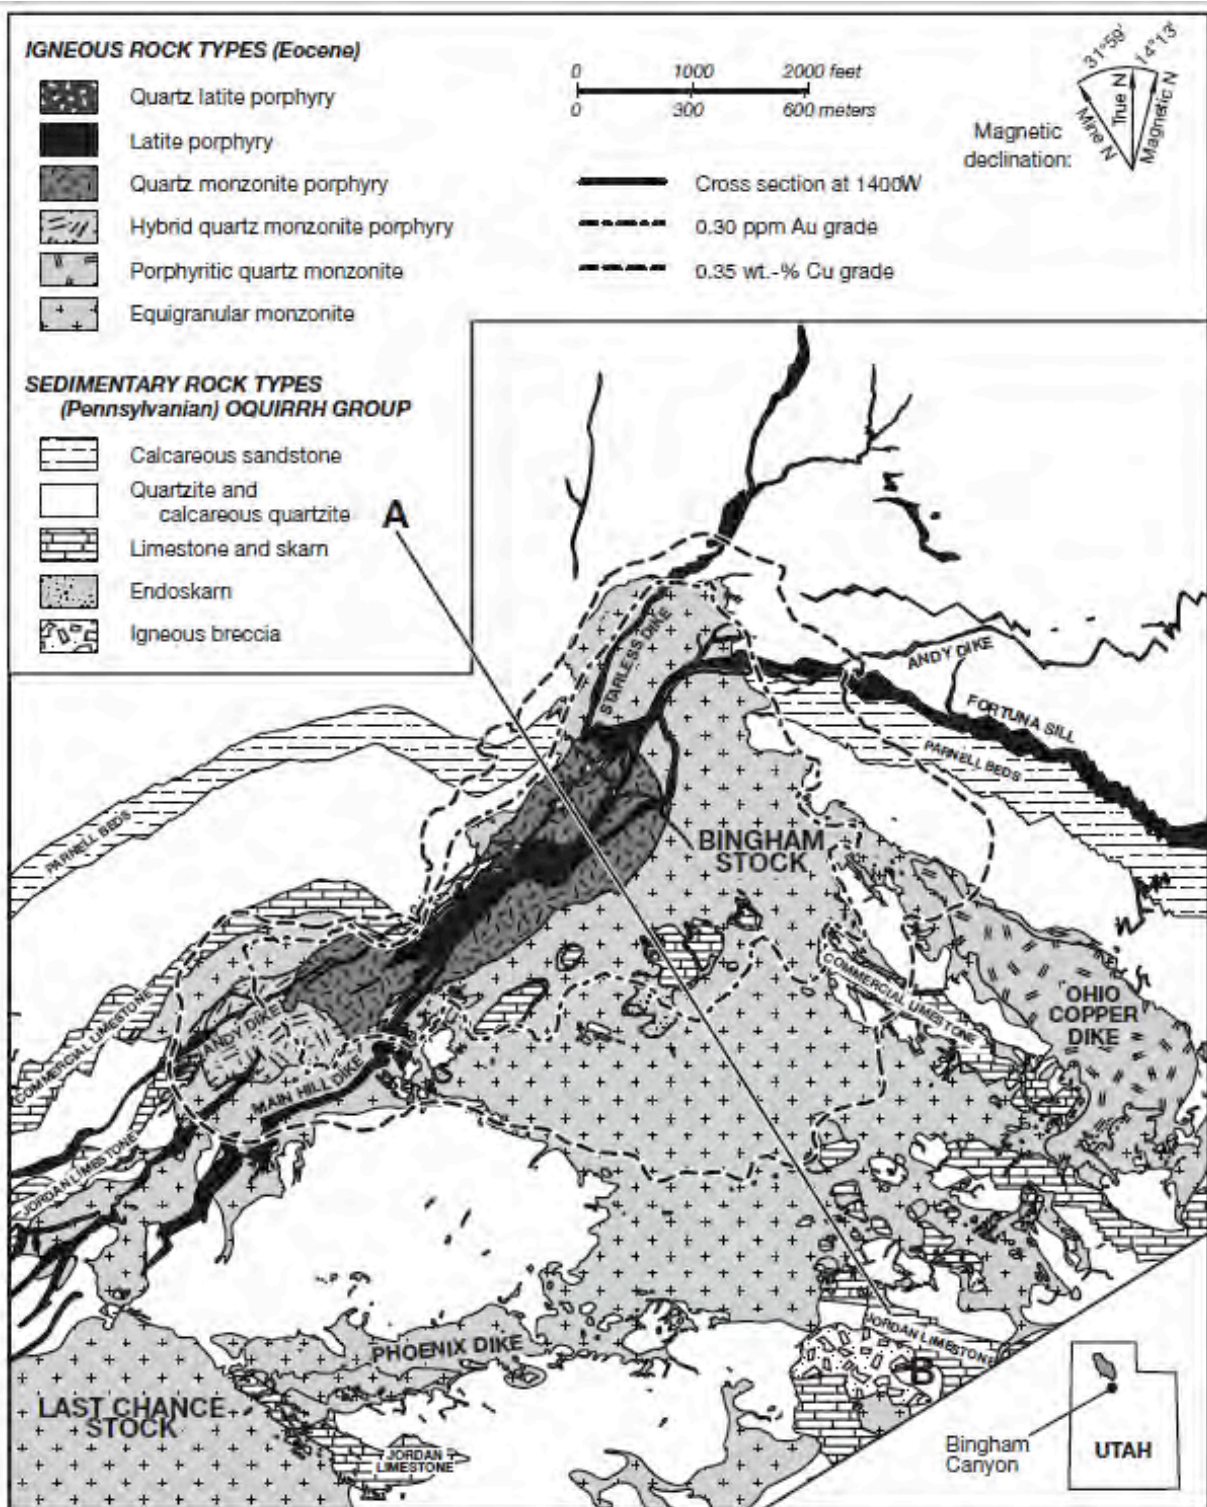 IGNEOUS ROCK TYPES (Eocene)
Quartz latite porphyry
Latite porphyry
Quartz monzonite porphyry
Hybrid quartz monzonite porphyry
Porphyritic quartz monzonite
Equigranular monzonite
SEDIMENTARY ROCK TYPES
(Pennsylvanian) OQUIRRH GROUP
Calcareous sandstone
Quartzite and
calcareous quartzite
Limestone and skarn
Endoskarn
Igneous breccia
0 1000 2000 feet
0 300 600 meters
Cross section at 1400W
0.30 ppm Au grade
0.35 wt.-% Cu grade
Magnetic
declination:
31°59'
14°13'
Mine N
True N
Magnetic N
A
STARLESS DIKE
ANDY DIKE
FORTUNA SILL
PARNELL BEDS
PARNELL BEDS
BINGHAM
STOCK
COMMERCIAL LIMESTONE
OHIO
COPPER
DIKE
COMMERCIAL LIMESTONE
ANDY DIKE
MAIN HILL DIKE
JORDAN LIMESTONE
PHOENIX DIKE
JORDAN LIMESTONE
B
LAST CHANCE
STOCK
JORDAN
LIMESTONE
Bingham
Canyon
UTAH